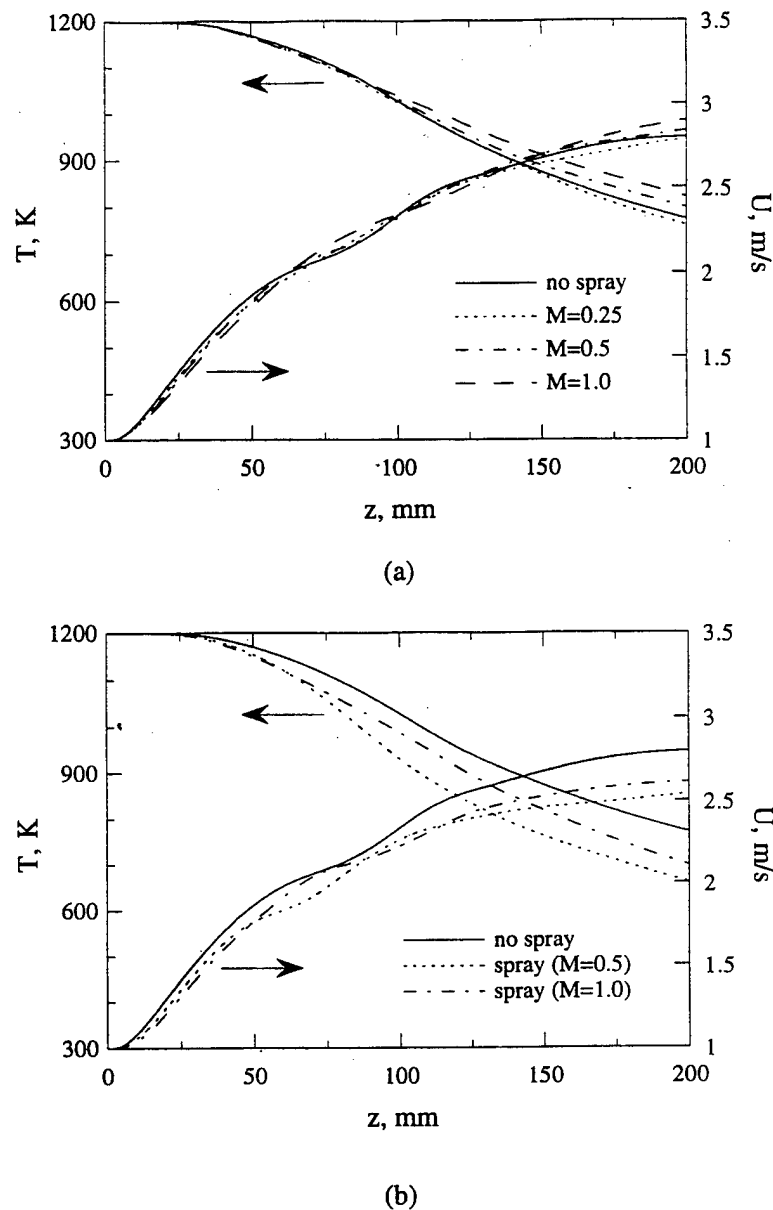 1200
900
600
300
T, K
3.5
3
2.5
2
1.5
1
U, m/s
no spray
M=0.25
M=0.5
M=1.0
0
50
100
150
200
z, mm
(a)
1200
900
600
300
T, K
3.5
3
2.5
2
1.5
1
U, m/s
no spray
spray (M=0.5)
spray (M=1.0)
0
50
100
150
200
z, mm
(b)